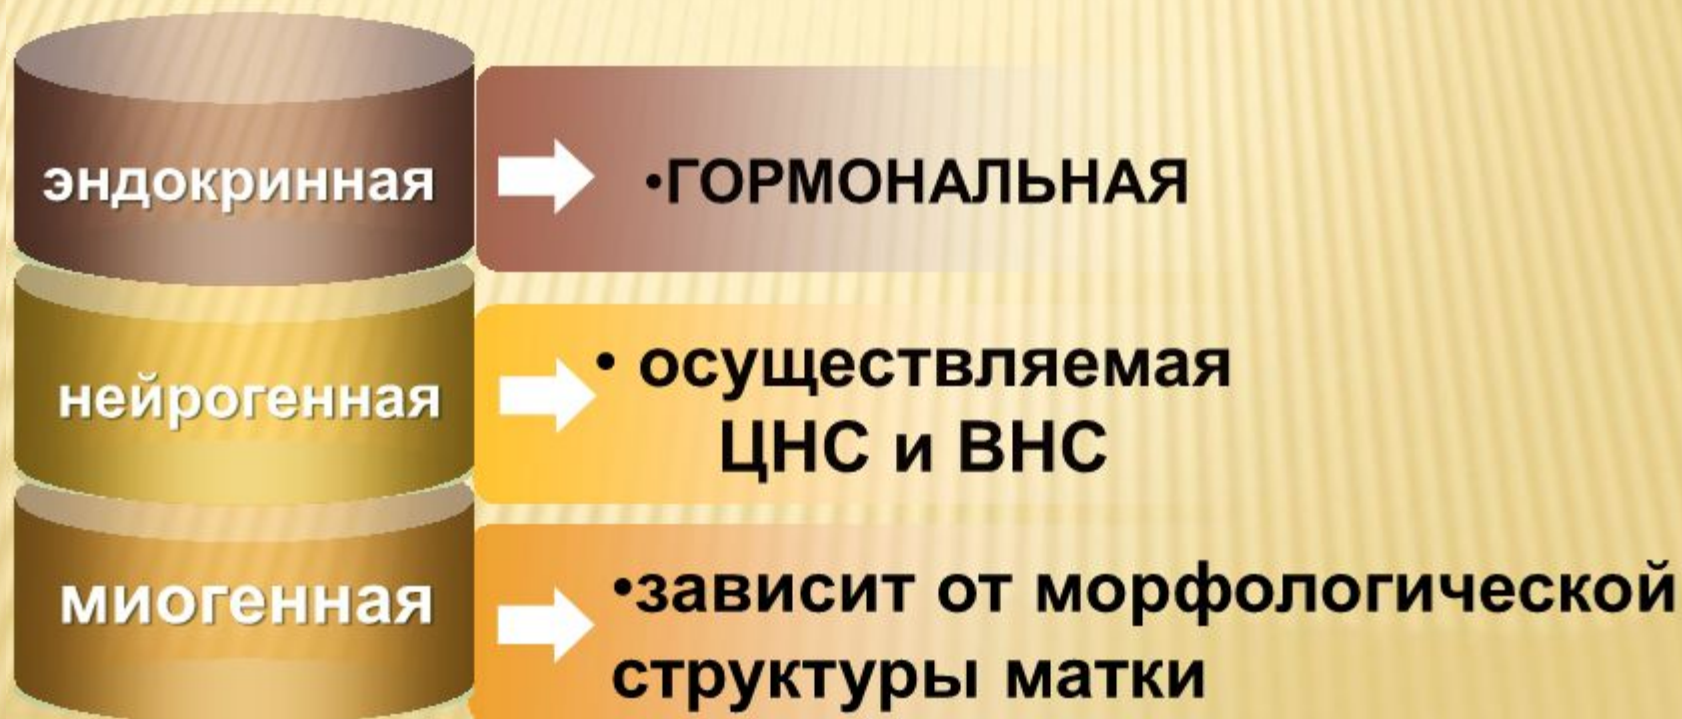 эндокринная
•ГОРМОНАЛЬНАЯ
нейрогенная
• осуществляемая
ЦНС и ВНС
миогенная
•зависит от морфологической
структуры матки